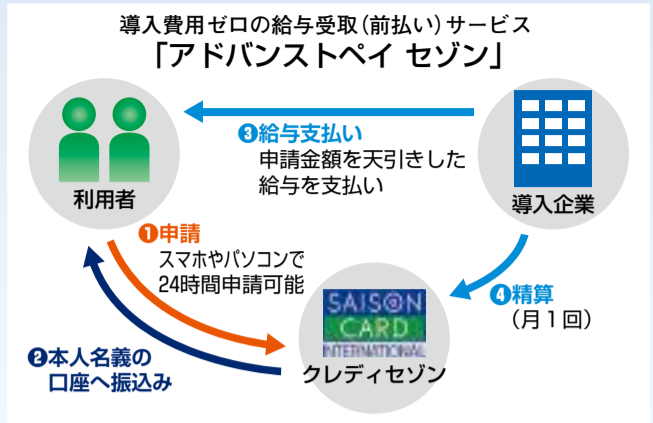 導入費用ゼロの給与受取(前払い)サービス
「アドバンストペイ セゾン」
❸給与支払い
申請金額を天引きした
給与を支払い
利用者
導入企業
❶申請
スマホやパソコンで
24時間申請可能
SAISON
CARD
INTERNATIONAL
クレディセゾン
❹精算
(月1回)
❷本人名義の
口座へ振込み